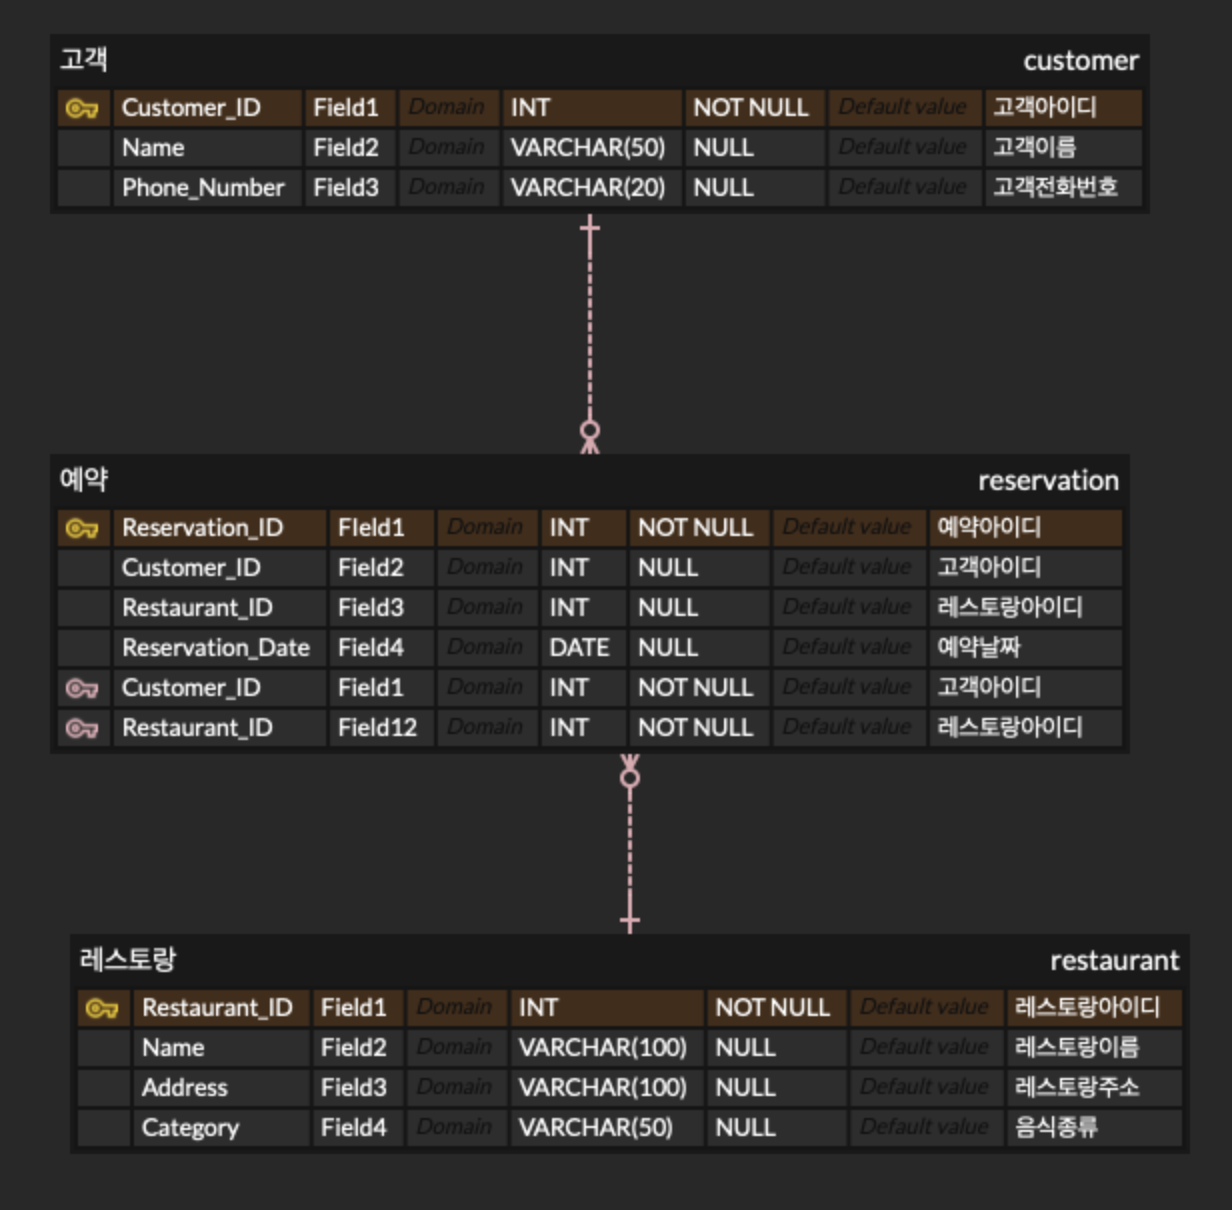 고객 customer
Customer_ID Field1 Domain INT NOT NULL Default value 고객아이디
Name Field2 Domain VARCHAR(50) NULL Default value 고객이름
Phone_Number Field3 Domain VARCHAR(20) NULL Default value 고객전화번호
예약 reservation
Reservation_ID FIeld1 Domain INT NOT NULL Default value 예약아이디
Customer_ID Field2 Domain INT NULL Default value 고객아이디
Restaurant_ID Field3 Domain INT NULL Default value 레스토랑아이디
Reservation_Date Field4 Domain DATE NULL Default value 예약날짜
Customer_ID Field1 Domain INT NOT NULL Default value 고객아이디
Restaurant_ID Field12 Domain INT NOT NULL Default value 레스토랑아이디
레스토랑 restaurant
Restaurant_ID Field1 Domain INT NOT NULL Default value 레스토랑아이디
Name Field2 Domain VARCHAR(100) NULL Default value 레스토랑이름
Address Field3 Domain VARCHAR(100) NULL Default value 레스토랑주소
Category Field4 Domain VARCHAR(50) NULL Default value 음식종류